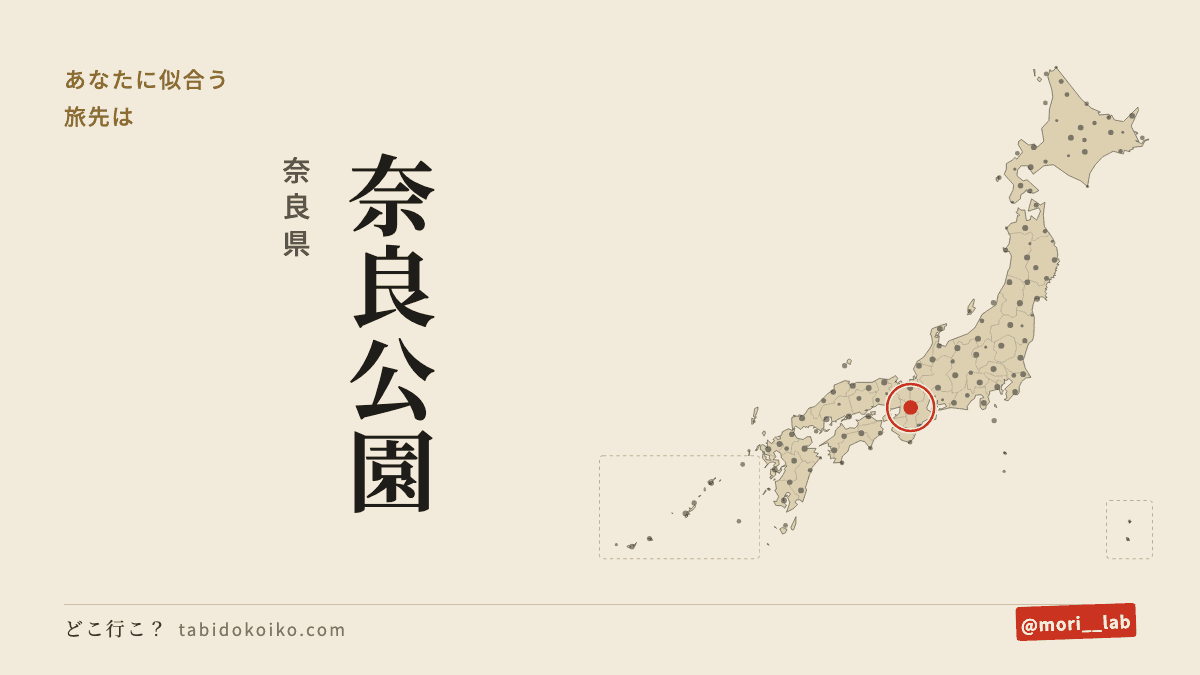 あなたに似合う
旅先は
奈良公園
奈良県
どこ行こ？ tabidokoiko.com
@mori__lab